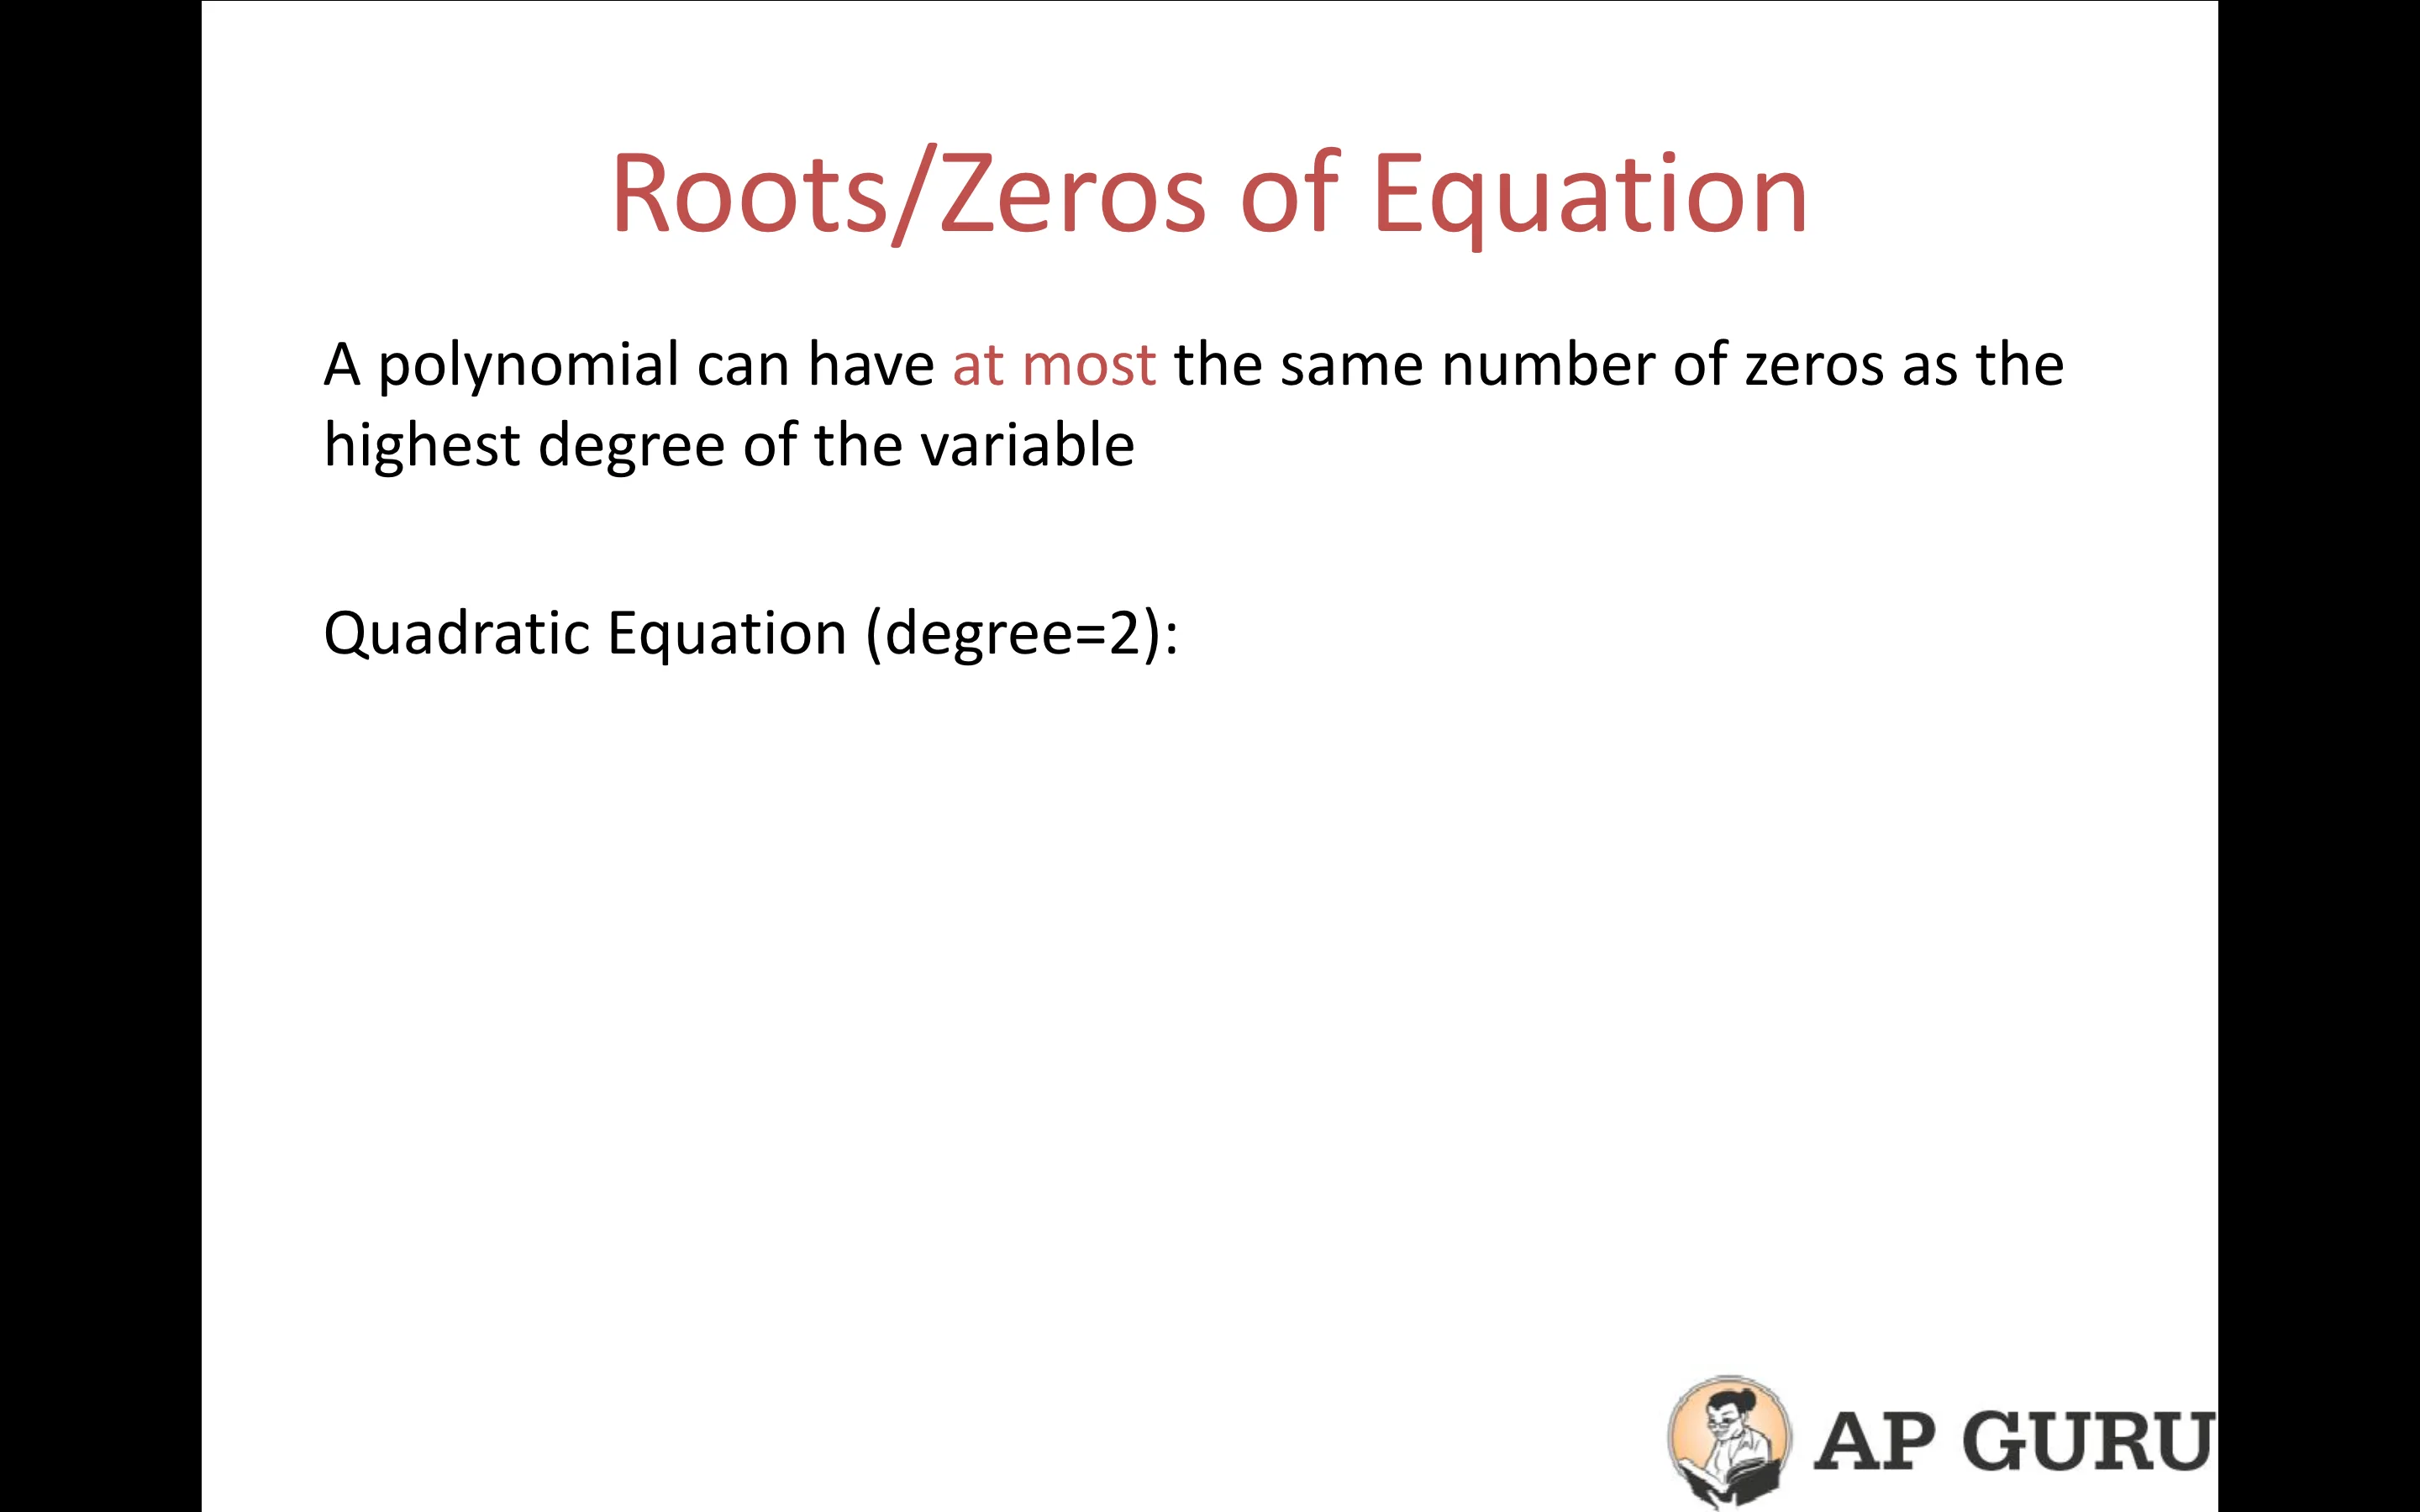 Roots/Zeros of Equation
A polynomial can have at most the same number of zeros as the
highest degree of the variable
Quadratic Equation (degree=2):
AP GURU